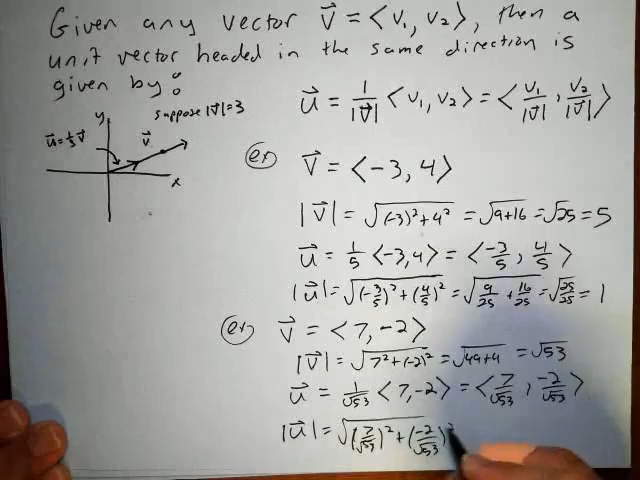 Given any vector v⃗ = <v₁, v₂>, then a
unit vector headed in the same direction is
given by:
u⃗ = 1/|v⃗| <v₁, v₂> = <v₁/|v⃗|, v₂/|v⃗|>
suppose |v⃗|=3
y
u⃗=⅓v⃗
v⃗
x
ex v⃗ = <-3, 4>
|v⃗| = √((-3)²+4²) = √(9+16) = √25 = 5
u⃗ = 1/5 <-3,4> = <-3/5, 4/5>
|u⃗| = √((-3/5)²+(4/5)²) = √(9/25+16/25) = √(25/25) = 1
ex v⃗ = <7, -2>
|v⃗| = √(7²+(-2)²) = √(49+4) = √53
u⃗ = 1/√53 <7,-2> = <7/√53, -2/√53>
|u⃗| = √((7/√53)²+(-2/√53)²